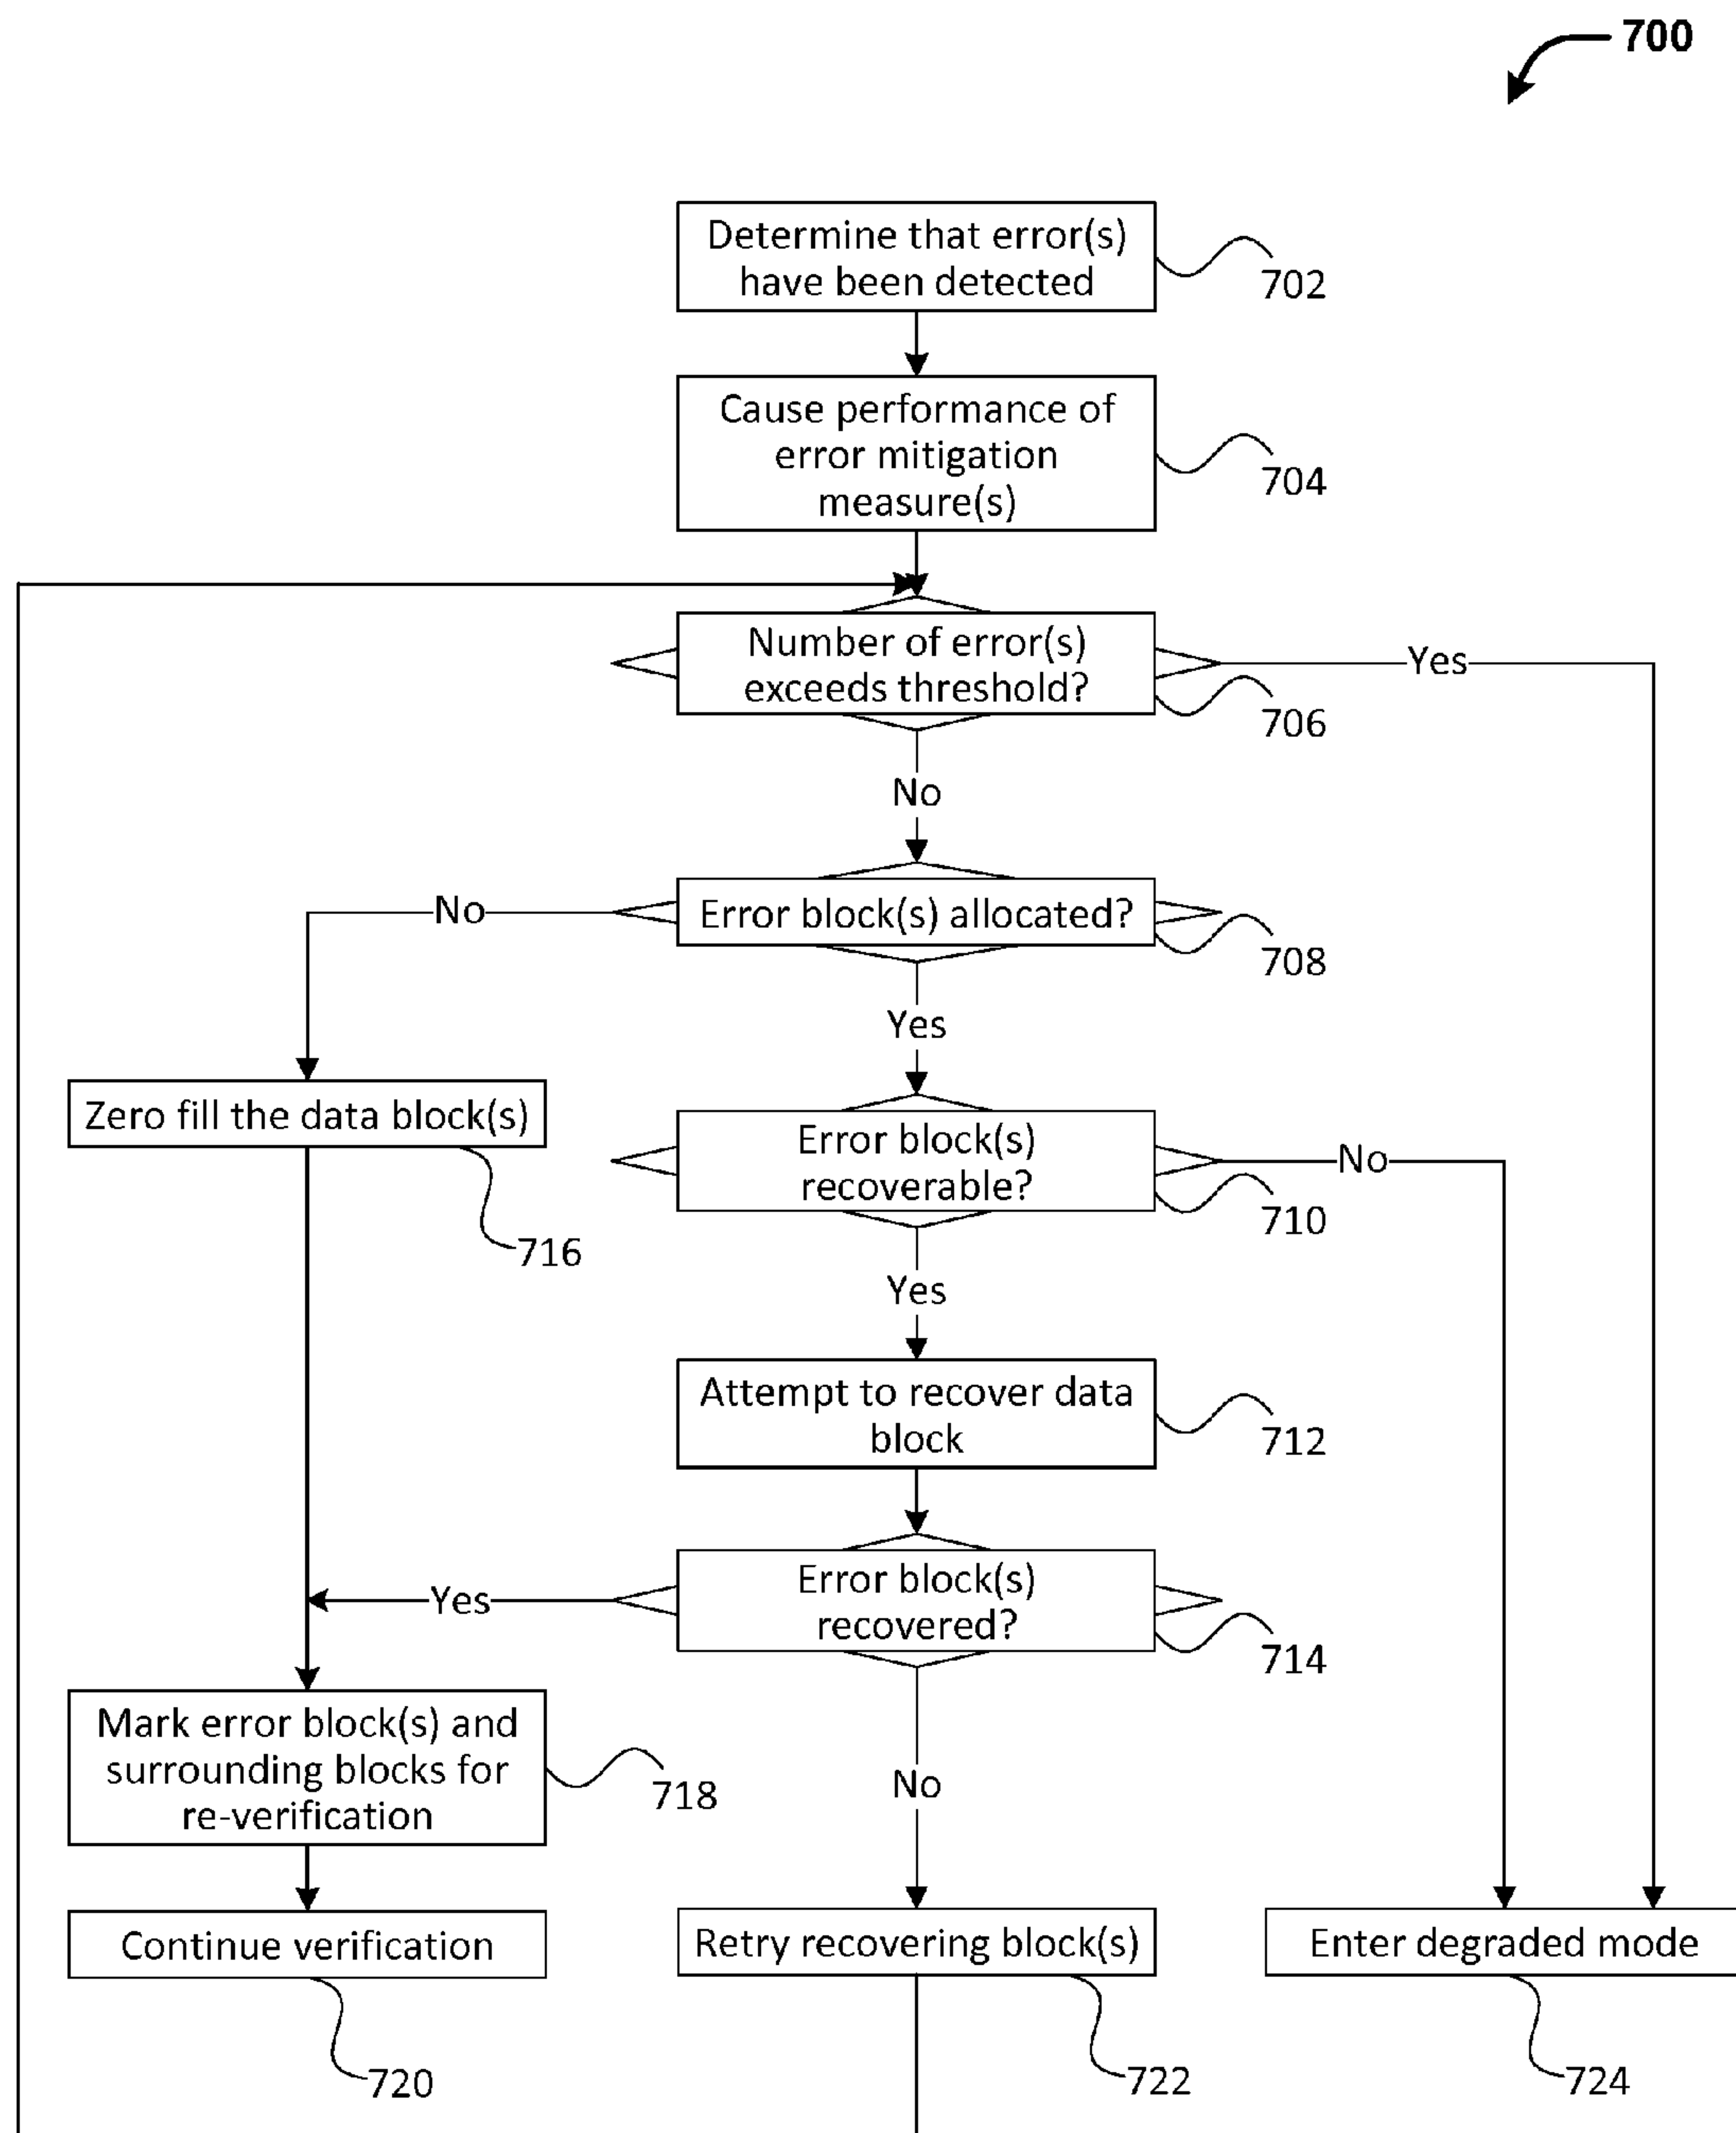 700
Determine that error(s)
have been detected
702
Cause performance of
error mitigation
measure(s)
704
Number of error(s)
exceeds threshold?
Yes
706
No
Error block(s) allocated?
No
708
Yes
Zero fill the data block(s)
716
Error block(s)
recoverable?
No
710
Yes
Attempt to recover data
block
712
Error block(s)
recovered?
Yes
714
No
Mark error block(s) and
surrounding blocks for
re-verification
718
Continue verification
720
Retry recovering block(s)
722
Enter degraded mode
724